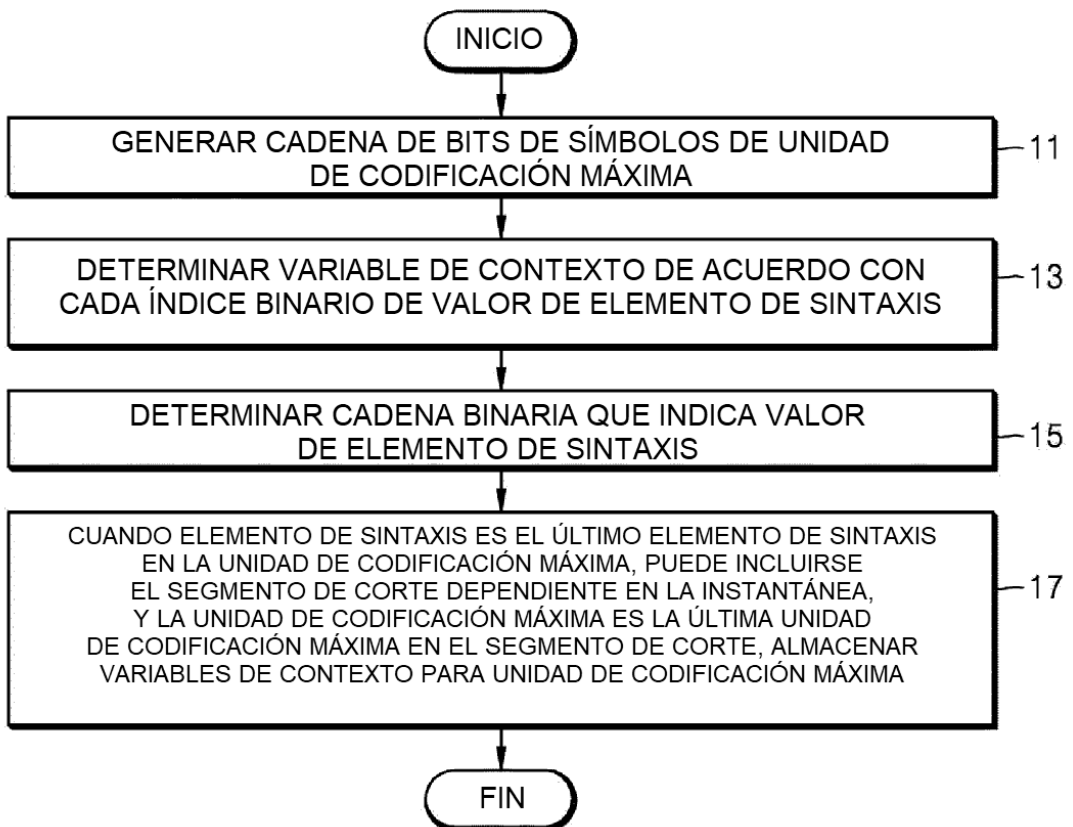 INICIO
GENERAR CADENA DE BITS DE SÍMBOLOS DE UNIDAD
DE CODIFICACIÓN MÁXIMA
11
DETERMINAR VARIABLE DE CONTEXTO DE ACUERDO CON
CADA ÍNDICE BINARIO DE VALOR DE ELEMENTO DE SINTAXIS
13
DETERMINAR CADENA BINARIA QUE INDICA VALOR
DE ELEMENTO DE SINTAXIS
15
CUANDO ELEMENTO DE SINTAXIS ES EL ÚLTIMO ELEMENTO DE SINTAXIS
EN LA UNIDAD DE CODIFICACIÓN MÁXIMA, PUEDE INCLUIRSE
EL SEGMENTO DE CORTE DEPENDIENTE EN LA INSTANTÁNEA,
Y LA UNIDAD DE CODIFICACIÓN MÁXIMA ES LA ÚLTIMA UNIDAD
DE CODIFICACIÓN MÁXIMA EN EL SEGMENTO DE CORTE, ALMACENAR
VARIABLES DE CONTEXTO PARA UNIDAD DE CODIFICACIÓN MÁXIMA
17
FIN